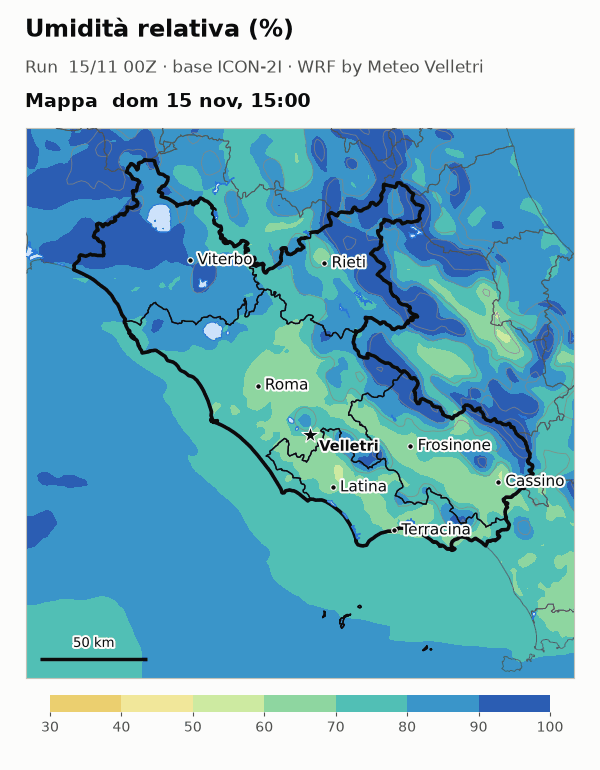 Umidità relativa (%)
Run  15/11 00Z · base ICON-2I · WRF by Meteo Velletri
Mappa  dom 15 nov, 15:00
Viterbo
Rieti
Roma
Velletri
Frosinone
Cassino
Latina
Terracina
50 km
30 40 50 60 70 80 90 100